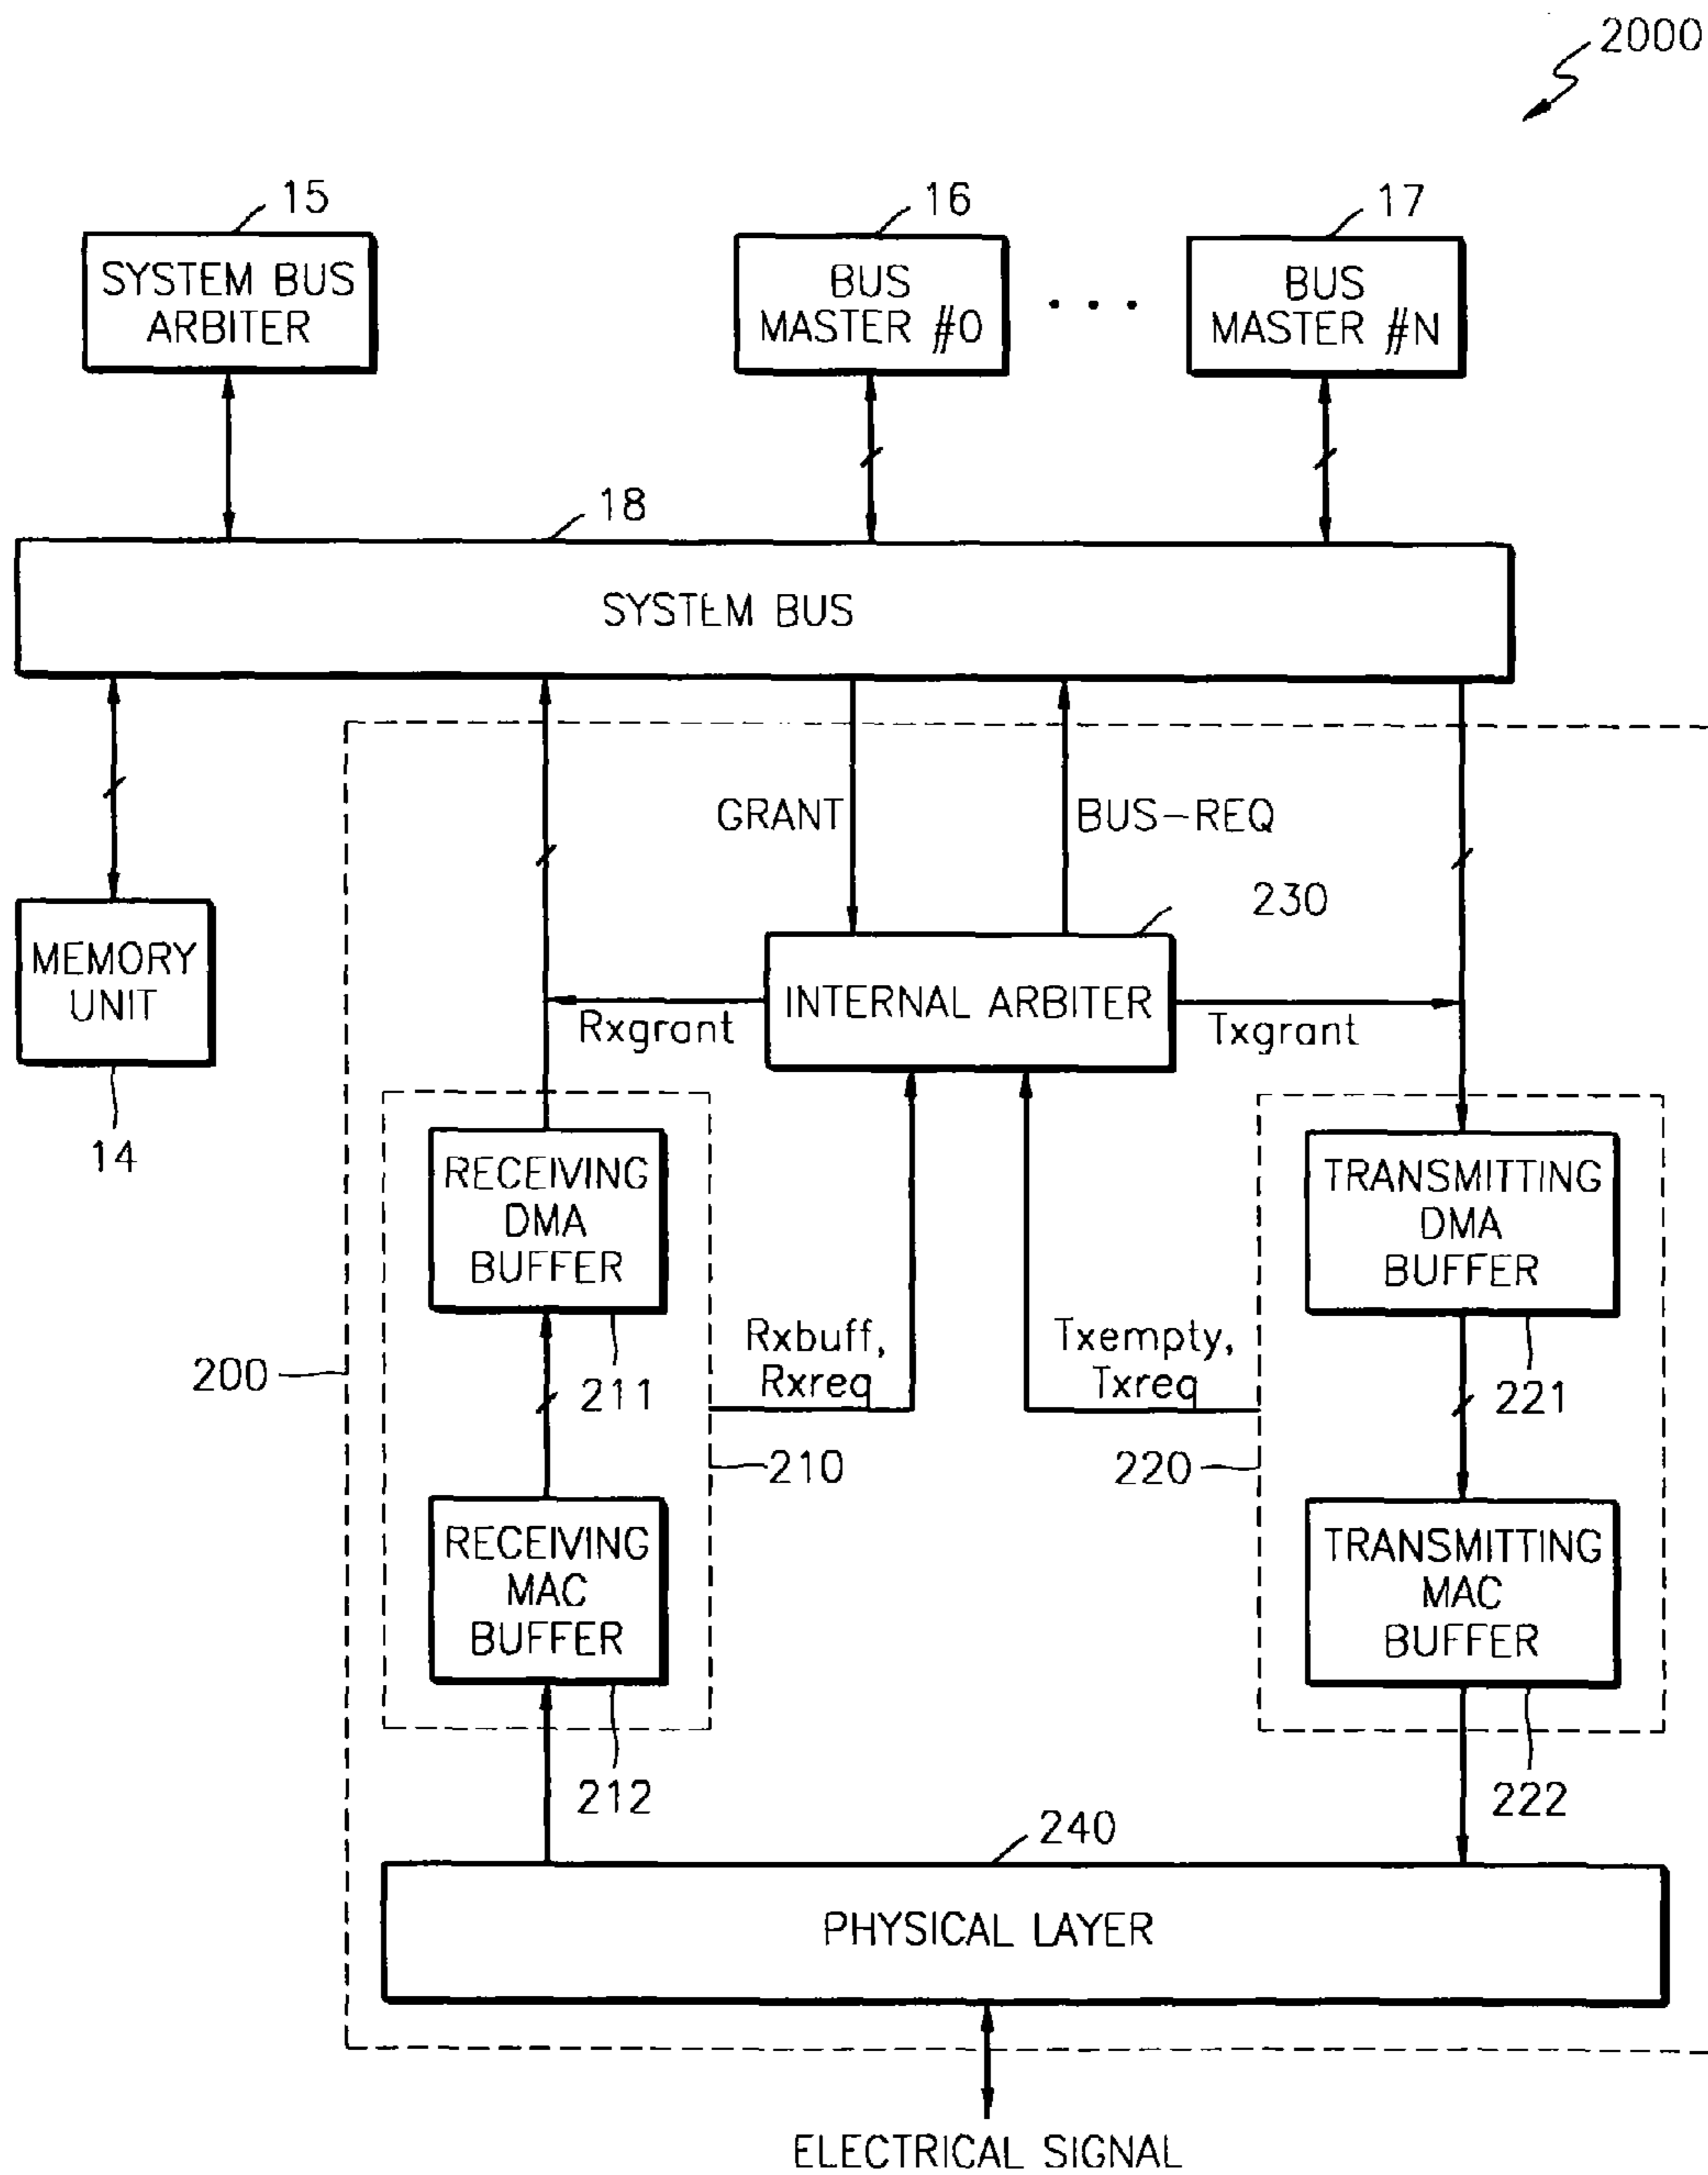 2000
15
16
17
SYSTEM BUS
ARBITER
BUS
MASTER #0
. . .
BUS
MASTER #N
18
SYSTEM BUS
GRANT
BUS-REQ
230
MEMORY
UNIT
INTERNAL ARBITER
Rxgrant
Txgrant
14
RECEIVING
DMA
BUFFER
TRANSMITTING
DMA
BUFFER
Rxbuff,
Rxreq
Txempty,
Txreq
200
211
221
210
220
RECEIVING
MAC
BUFFER
TRANSMITTING
MAC
BUFFER
212
222
240
PHYSICAL LAYER
ELECTRICAL SIGNAL